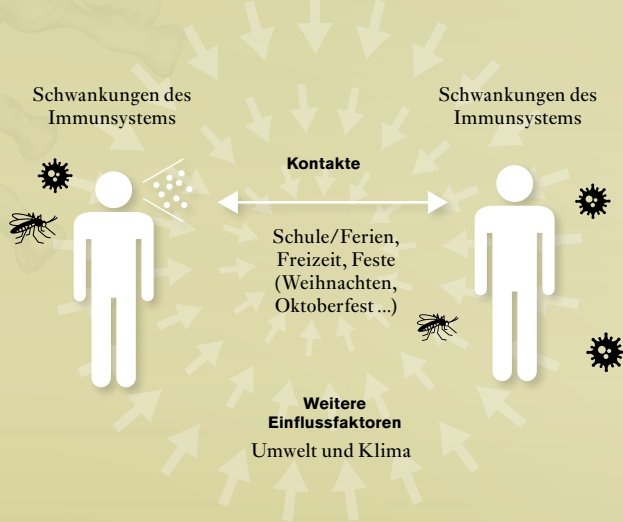 Schwankungen des
Immunsystems
Schwankungen des
Immunsystems
Kontakte
Schule/Ferien,
Freizeit, Feste
(Weihnachten,
Oktoberfest ...)
Weitere
Einflussfaktoren
Umwelt und Klima